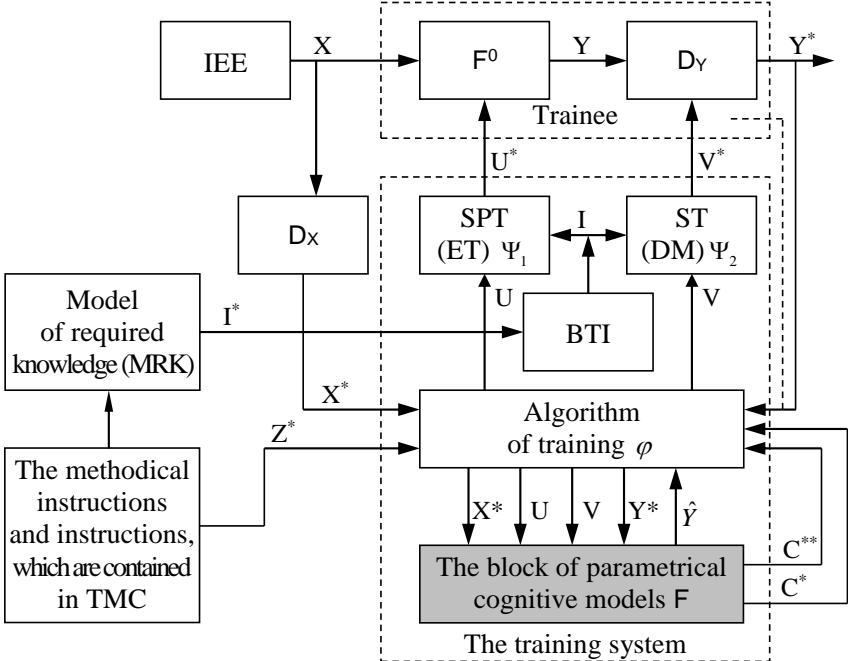 IEE
X
F⁰
Y
D_Y
Y*
Trainee
U*
V*
D_X
SPT
(ET) Ψ₁
I
ST
(DM) Ψ₂
Model
of required
knowledge (MRK)
I*
U
BTI
V
X*
Algorithm
of training φ
Z*
The methodical
instructions
and instructions,
which are contained
in TMC
X*
U
V
Y*
Ŷ
The block of parametrical
cognitive models F
C**
C*
The training system